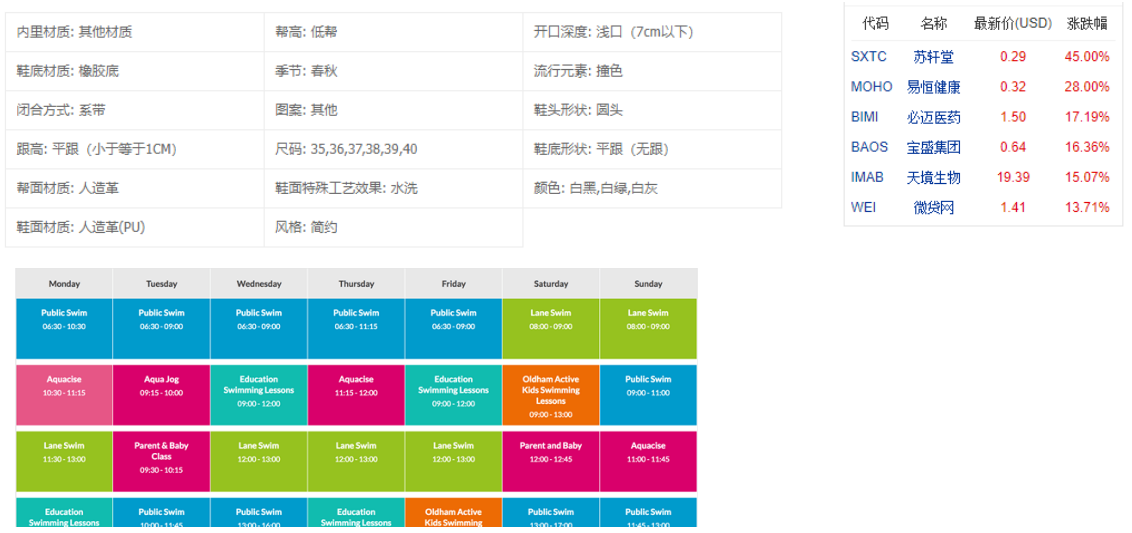 内里材质: 其他材质 帮高: 低帮 开口深度: 浅口（7cm以下）
鞋底材质: 橡胶底 季节: 春秋 流行元素: 撞色
闭合方式: 系带 图案: 其他 鞋头形状: 圆头
跟高: 平跟（小于等于1CM） 尺码: 35,36,37,38,39,40 鞋底形状: 平跟（无跟）
帮面材质: 人造革 鞋面特殊工艺效果: 水洗 颜色: 白黑,白绿,白灰
鞋面材质: 人造革(PU) 风格: 简约
代码 名称 最新价(USD) 涨跌幅
SXTC 苏轩堂 0.29 45.00%
MOHO 易恒健康 0.32 28.00%
BIMI 必迈医药 1.50 17.19%
BAOS 宝盛集团 0.64 16.36%
IMAB 天境生物 19.39 15.07%
WEI 微贷网 1.41 13.71%
Monday Tuesday Wednesday Thursday Friday Saturday Sunday
Public Swim Public Swim Public Swim Public Swim Public Swim Lane Swim Lane Swim
06:30 - 10:30 06:30 - 09:00 06:30 - 09:00 06:30 - 11:15 06:30 - 09:00 08:00 - 09:00 08:00 - 09:00
Aquacise Aqua Jog Education Aquacise Education Oldham Active Public Swim
10:30 - 11:15 09:15 - 10:00 Swimming Lessons 11:15 - 12:00 Swimming Lessons Kids Swimming 09:00 - 11:00
09:00 - 12:00 09:00 - 12:00 Lessons
09:00 - 13:00
Lane Swim Parent & Baby Lane Swim Lane Swim Lane Swim Parent and Baby Aquacise
11:30 - 13:00 Class 12:00 - 13:00 12:00 - 13:00 12:00 - 13:00 12:00 - 12:45 11:00 - 11:45
09:30 - 10:15
Education Public Swim Public Swim Education Oldham Active Public Swim Public Swim
Swimming Lessons 10:00 - 11:45 13:00 - 16:00 Swimming Lessons Kids Swimming 13:00 - 17:00 11:45 - 13:00